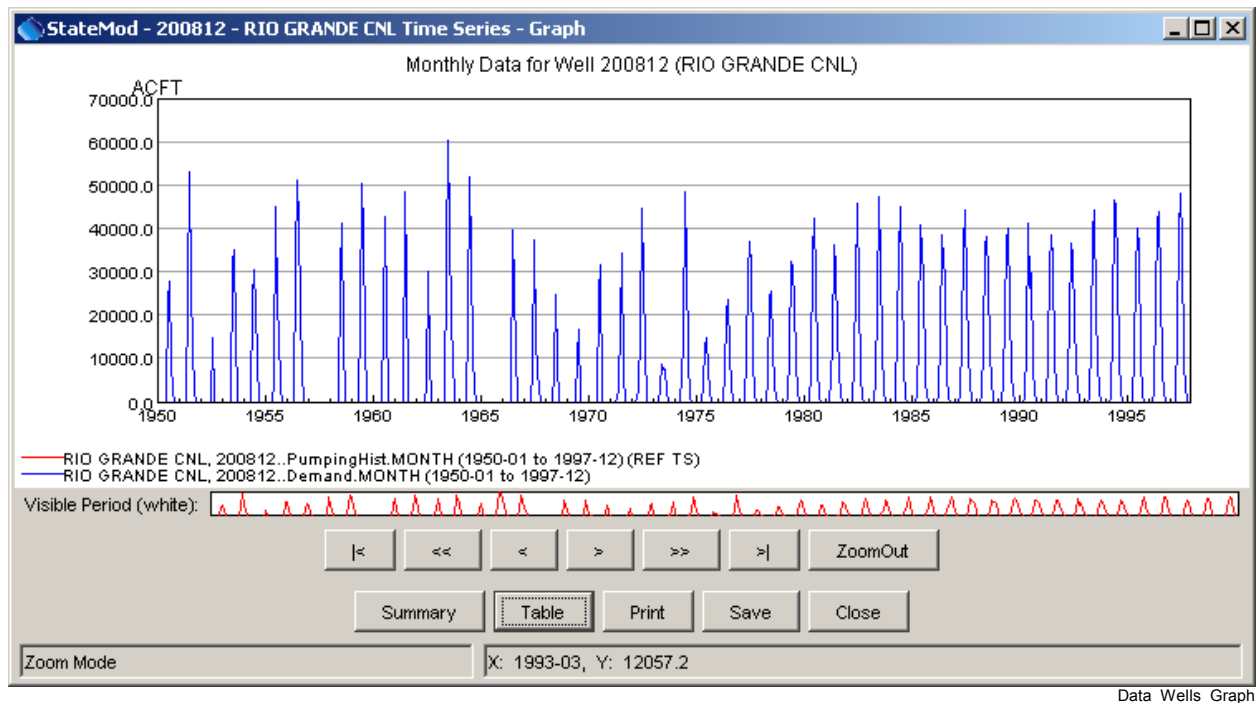 StateMod - 200812 - RIO GRANDE CNL Time Series - Graph
Monthly Data for Well 200812 (RIO GRANDE CNL)
ACFT
70000.0
60000.0
50000.0
40000.0
30000.0
20000.0
10000.0
0.0
1950 1955 1960 1965 1970 1975 1980 1985 1990 1995
RIO GRANDE CNL, 200812..PumpingHist.MONTH (1950-01 to 1997-12) (REF TS)
RIO GRANDE CNL, 200812..Demand.MONTH (1950-01 to 1997-12)
Visible Period (white):
|< << < > >> >| ZoomOut
Summary Table Print Save Close
Zoom Mode X: 1993-03, Y: 12057.2
Data_Wells_Graph